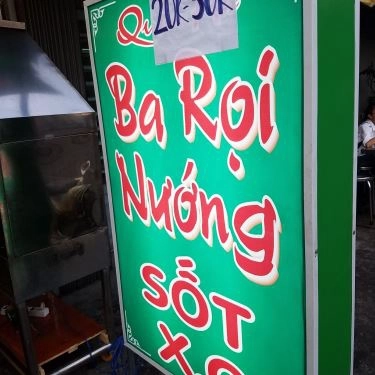 20K-30K
Ba Rọi
Nướng
SỐT